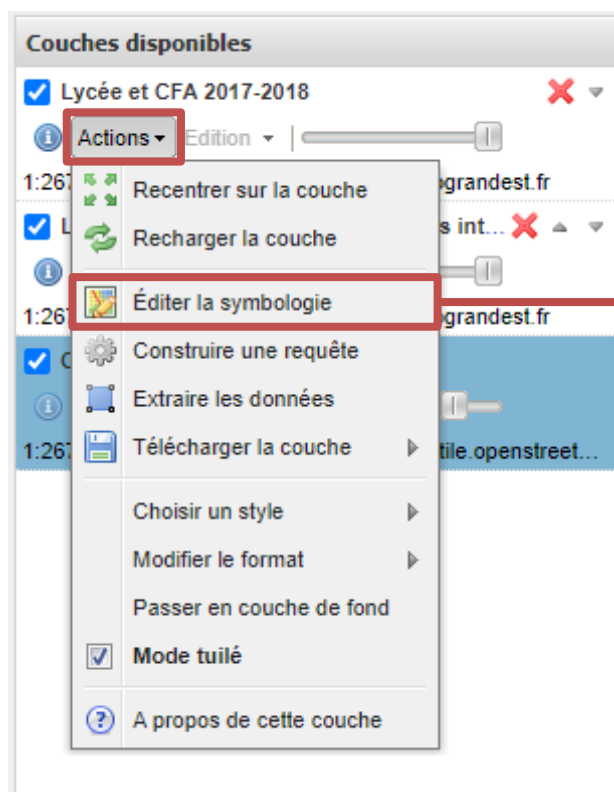 Couches disponibles
Lycée et CFA 2017-2018
Actions Edition
1:267
ograndest.fr
Recentrer sur la couche
L
s int...
Recharger la couche
Éditer la symbologie
1:267
ograndest.fr
Construire une requête
C
Extraire les données
Télécharger la couche
1:267
tile.openstreet...
Choisir un style
Modifier le format
Passer en couche de fond
Mode tuilé
A propos de cette couche